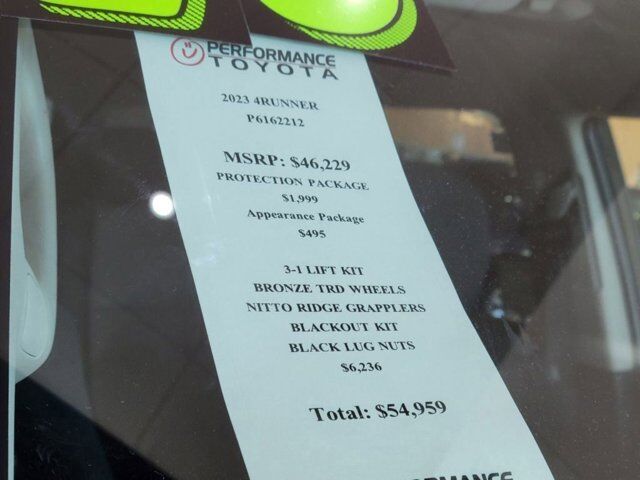 PERFORMANCE
TOYOTA
2023 4RUNNER
P6162212
MSRP: $46,229
PROTECTION PACKAGE
$1,999
Appearance Package
$495
3-1 LIFT KIT
BRONZE TRD WHEELS
NITTO RIDGE GRAPPLERS
BLACKOUT KIT
BLACK LUG NUTS
$6,236
Total: $54,959